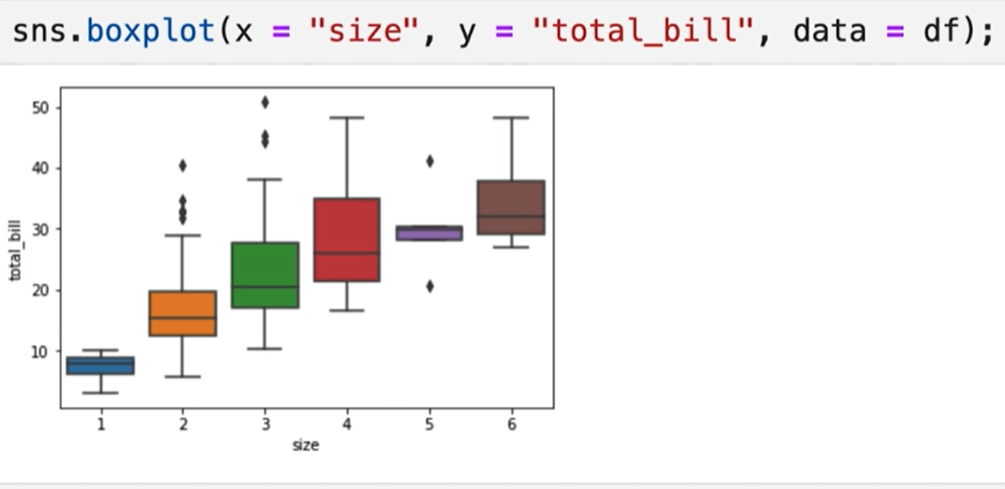 sns.boxplot(x = "size", y = "total_bill", data = df);
50
40
30
20
10
total_bill
1 2 3 4 5 6
size